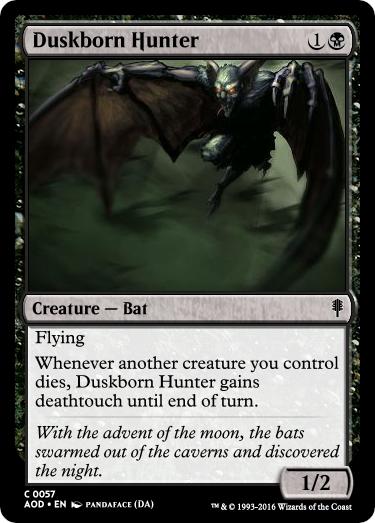 Duskborn Hunter 1
Creature — Bat
Flying
Whenever another creature you control
dies, Duskborn Hunter gains
deathtouch until end of turn.
With the advent of the moon, the bats
swarmed out of the caverns and discovered
the night.
1/2
C 0057
AOD • EN PANDAFACE (DA)
™ & © 1993-2016 Wizards of the Coast